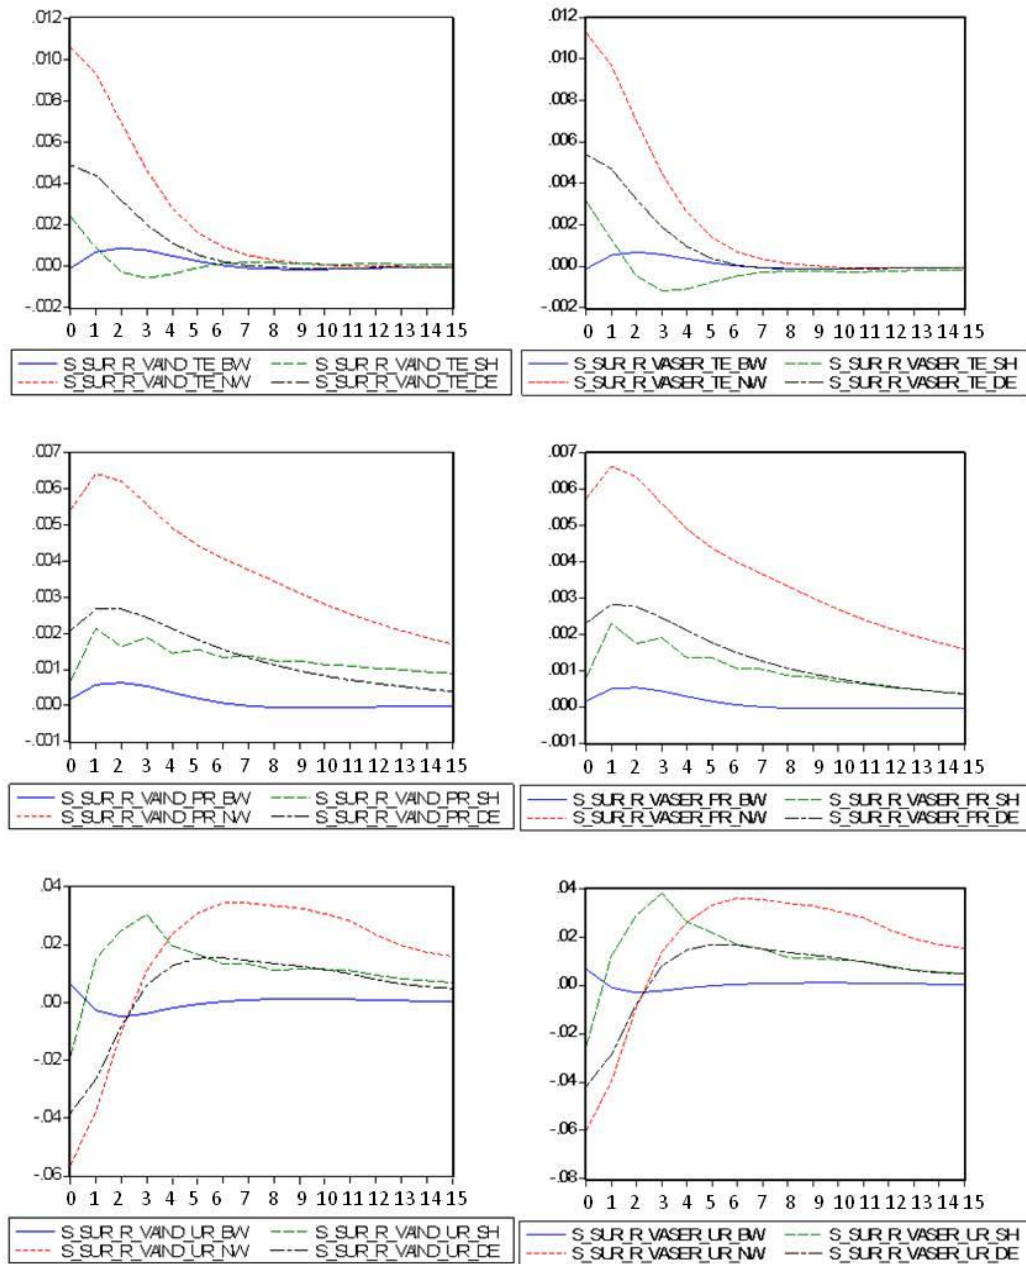 .012
.010
.008
.006
.004
.002
.000
-.002
0 1 2 3 4 5 6 7 8 9 10 11 12 13 14 15
S_SUR_R_VAIND_TE_BW S_SUR_R_VAIND_TE_SH
S_SUR_R_VAIND_TE_NW S_SUR_R_VAIND_TE_DE
.012
.010
.008
.006
.004
.002
.000
-.002
0 1 2 3 4 5 6 7 8 9 10 11 12 13 14 15
S_SUR_R_VASER_TE_BW S_SUR_R_VASER_TE_SH
S_SUR_R_VASER_TE_NW S_SUR_R_VASER_TE_DE
.007
.006
.005
.004
.003
.002
.001
.000
-.001
0 1 2 3 4 5 6 7 8 9 10 11 12 13 14 15
S_SUR_R_VAIND_PR_BW S_SUR_R_VAIND_PR_SH
S_SUR_R_VAIND_PR_NW S_SUR_R_VAIND_PR_DE
.007
.006
.005
.004
.003
.002
.001
.000
-.001
0 1 2 3 4 5 6 7 8 9 10 11 12 13 14 15
S_SUR_R_VASER_PR_BW S_SUR_R_VASER_PR_SH
S_SUR_R_VASER_PR_NW S_SUR_R_VASER_PR_DE
.04
.02
.00
-.02
-.04
-.06
0 1 2 3 4 5 6 7 8 9 10 11 12 13 14 15
S_SUR_R_VAIND_UR_BW S_SUR_R_VAIND_UR_SH
S_SUR_R_VAIND_UR_NW S_SUR_R_VAIND_UR_DE
.04
.02
.00
-.02
-.04
-.06
-.08
0 1 2 3 4 5 6 7 8 9 10 11 12 13 14 15
S_SUR_R_VASER_UR_BW S_SUR_R_VASER_UR_SH
S_SUR_R_VASER_UR_NW S_SUR_R_VASER_UR_DE